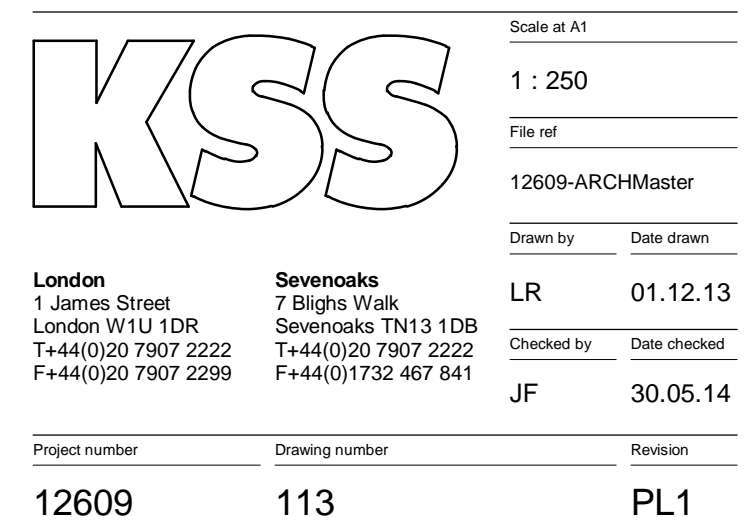 KSS
Scale at A1
1 : 250
File ref
12609-ARCHMaster
Drawn by
Date drawn
LR
01.12.13
Checked by
Date checked
JF
30.05.14
London
1 James Street
London W1U 1DR
T+44(0)20 7907 2222
F+44(0)20 7907 2299
Sevenoaks
7 Blighs Walk
Sevenoaks TN13 1DB
T+44(0)20 7907 2222
F+44(0)1732 467 841
Project number
Drawing number
Revision
12609
113
PL1